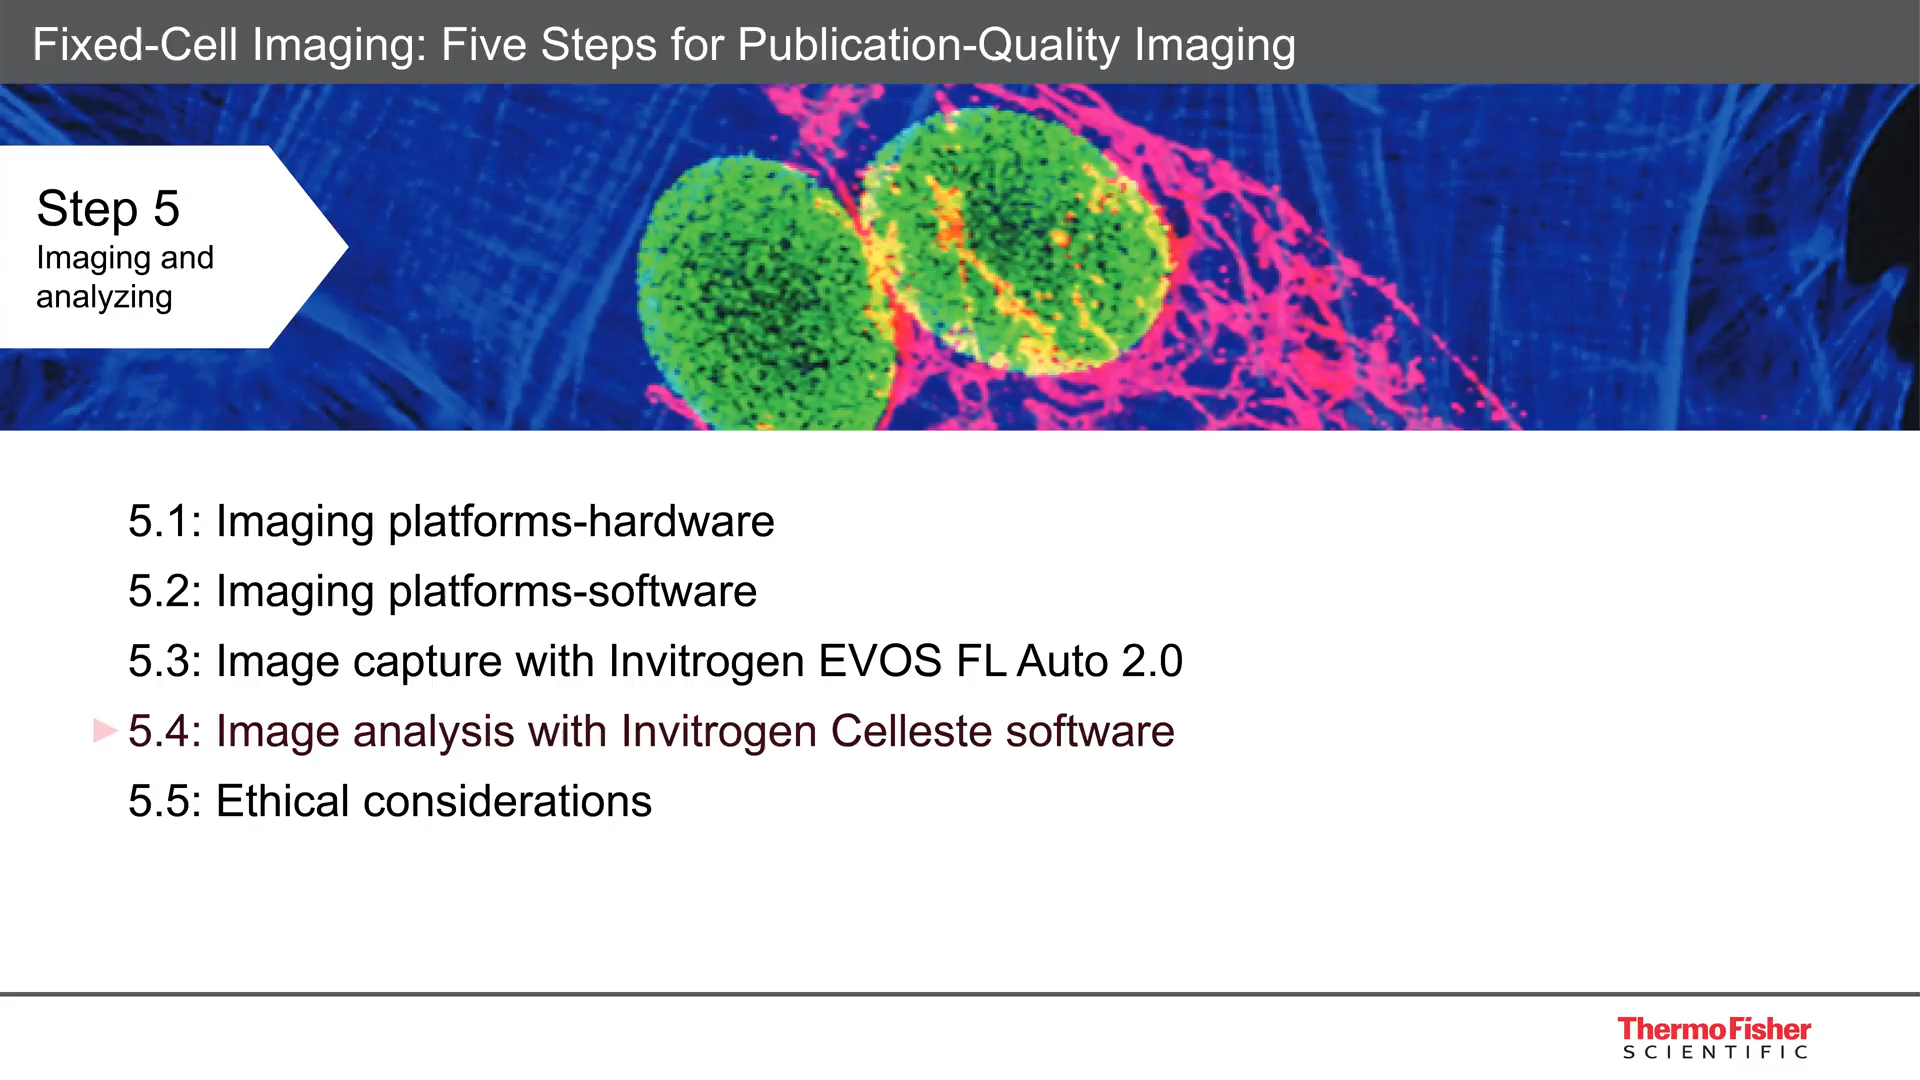 Fixed-Cell Imaging: Five Steps for Publication-Quality Imaging
Step 5
Imaging and
analyzing
5.1: Imaging platforms-hardware
5.2: Imaging platforms-software
5.3: Image capture with Invitrogen EVOS FL Auto 2.0
5.4: Image analysis with Invitrogen Celleste software
5.5: Ethical considerations
ThermoFisher
SCIENTIFIC